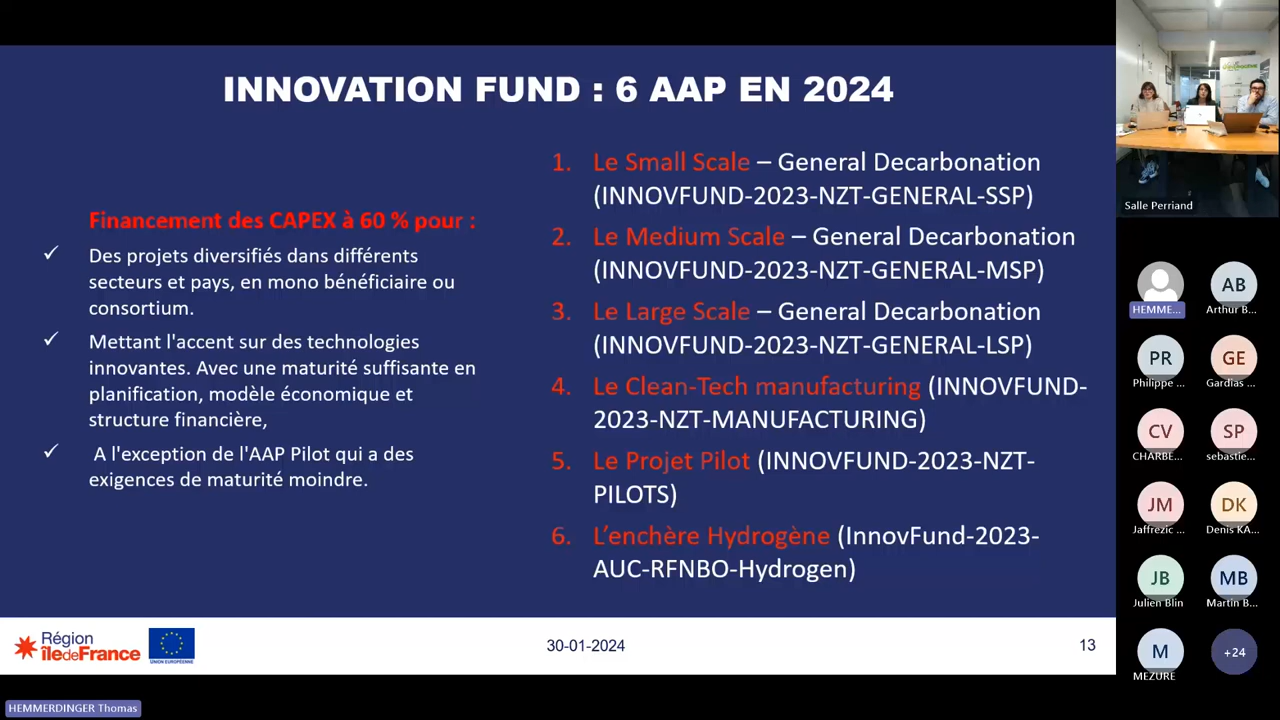 INNOVATION FUND : 6 AAP EN 2024
Financement des CAPEX à 60 % pour :
✓ Des projets diversifiés dans différents
secteurs et pays, en mono bénéficiaire ou
consortium.
✓ Mettant l'accent sur des technologies
innovantes. Avec une maturité suffisante en
planification, modèle économique et
structure financière,
✓ A l'exception de l'AAP Pilot qui a des
exigences de maturité moindre.
1. Le Small Scale – General Decarbonation
(INNOVFUND-2023-NZT-GENERAL-SSP)
2. Le Medium Scale – General Decarbonation
(INNOVFUND-2023-NZT-GENERAL-MSP)
3. Le Large Scale – General Decarbonation
(INNOVFUND-2023-NZT-GENERAL-LSP)
4. Le Clean-Tech manufacturing (INNOVFUND-
2023-NZT-MANUFACTURING)
5. Le Projet Pilot (INNOVFUND-2023-NZT-
PILOTS)
6. L’enchère Hydrogène (InnovFund-2023-
AUC-RFNBO-Hydrogen)
Région
îledeFrance
UNION EUROPÉENNE
30-01-2024
13
HEMMERDINGER Thomas
Salle Perriand
HEMME...
AB
Arthur B...
PR
Philippe ...
GE
Gardias ...
CV
CHARBE...
SP
sebastie...
JM
Jaffrezic ...
DK
Denis KA...
JB
Julien Blin
MB
Martin B...
M
MEZURE
+24